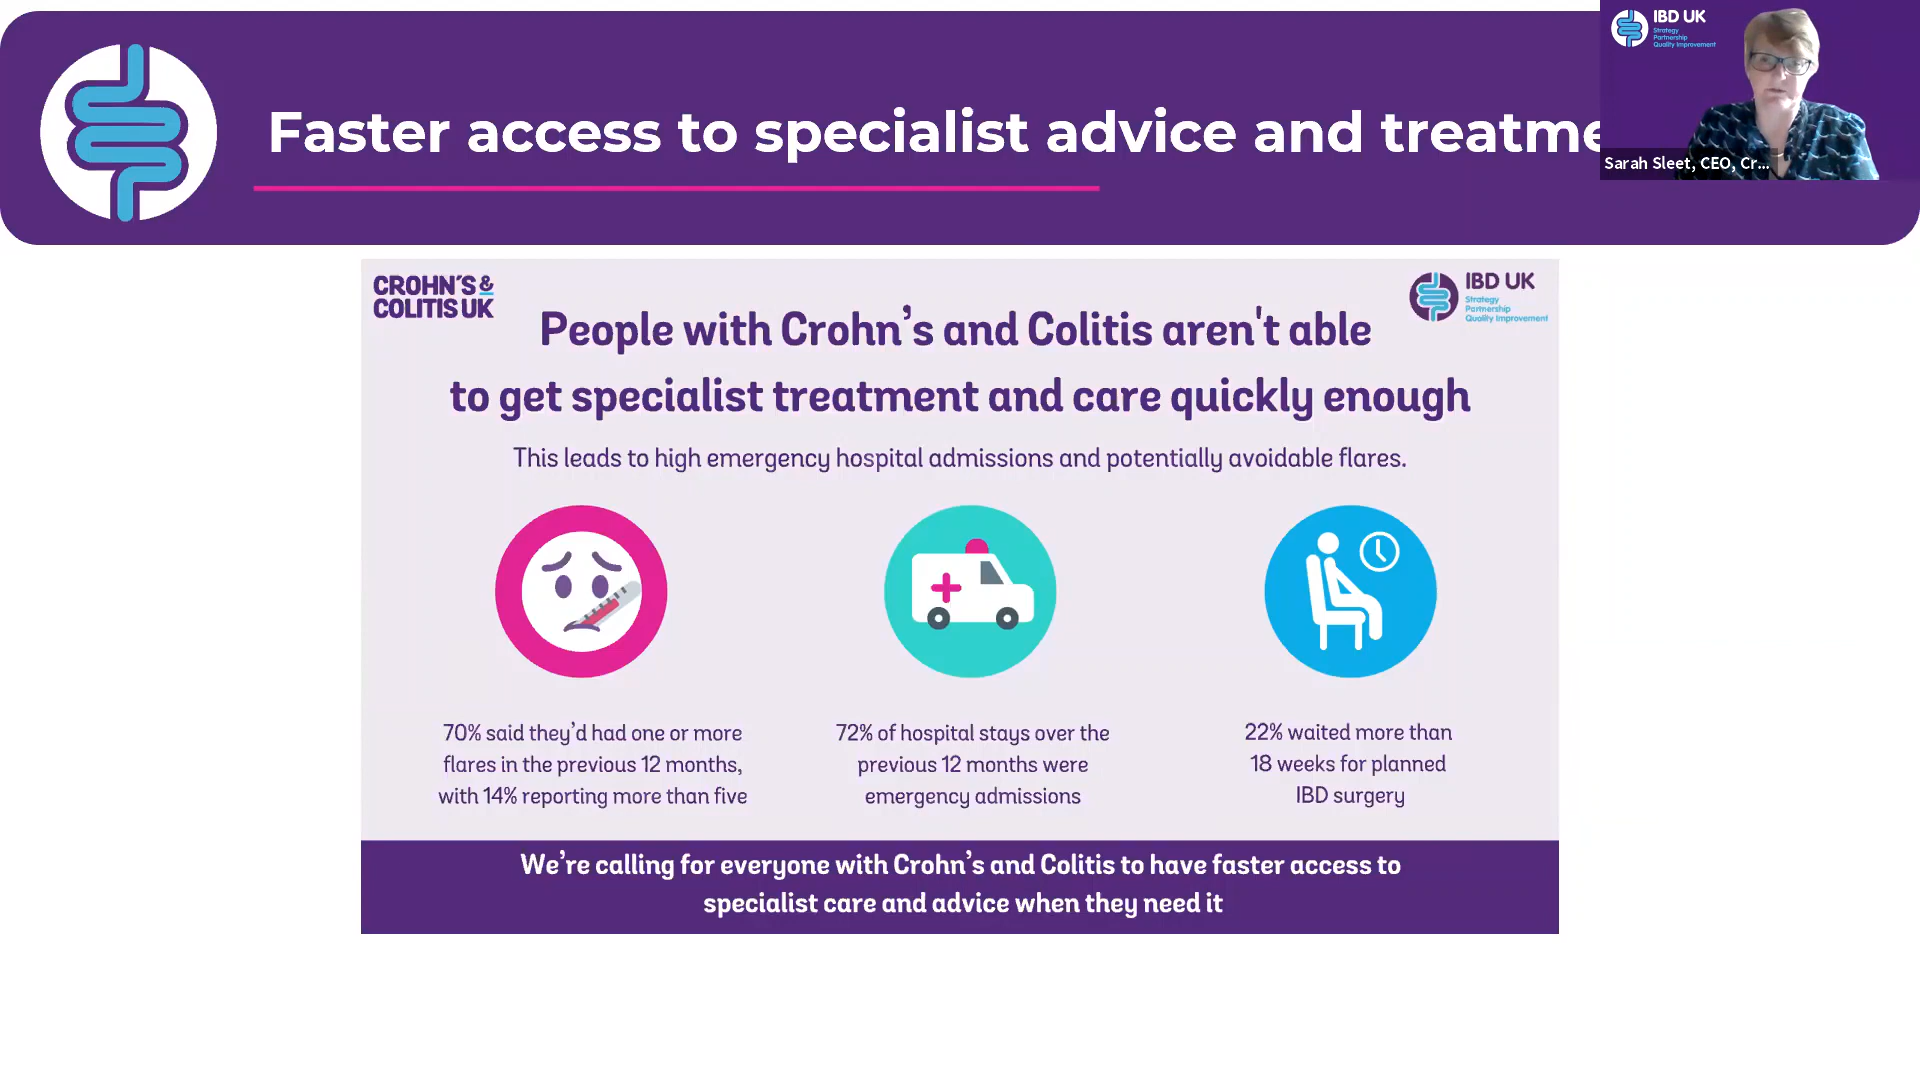 Faster access to specialist advice and treatme
IBD UK
Strategy
Partnership
Quality Improvement
Sarah Sleet, CEO, Cr...
CROHN'S &
COLITIS UK
IBD UK
Strategy
Partnership
Quality Improvement
People with Crohn’s and Colitis aren't able
to get specialist treatment and care quickly enough
This leads to high emergency hospital admissions and potentially avoidable flares.
70% said they’d had one or more
flares in the previous 12 months,
with 14% reporting more than five
72% of hospital stays over the
previous 12 months were
emergency admissions
22% waited more than
18 weeks for planned
IBD surgery
We’re calling for everyone with Crohn’s and Colitis to have faster access to
specialist care and advice when they need it